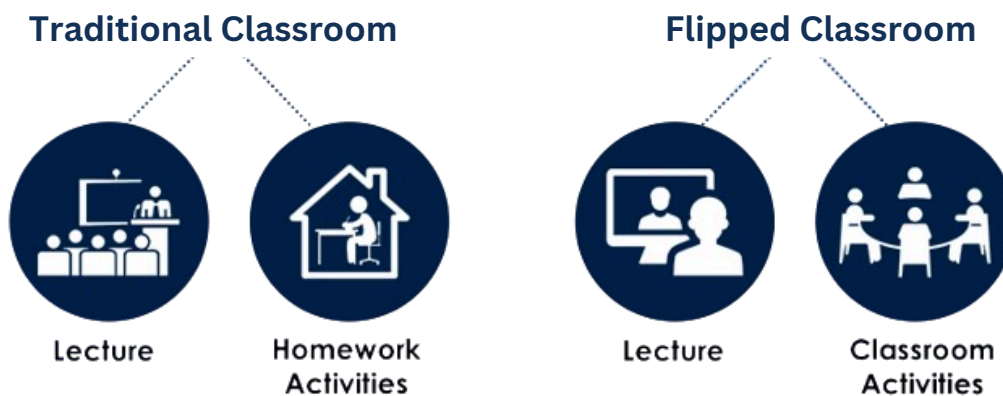 Traditional Classroom
Lecture
Homework
Activities
Flipped Classroom
Lecture
Classroom
Activities